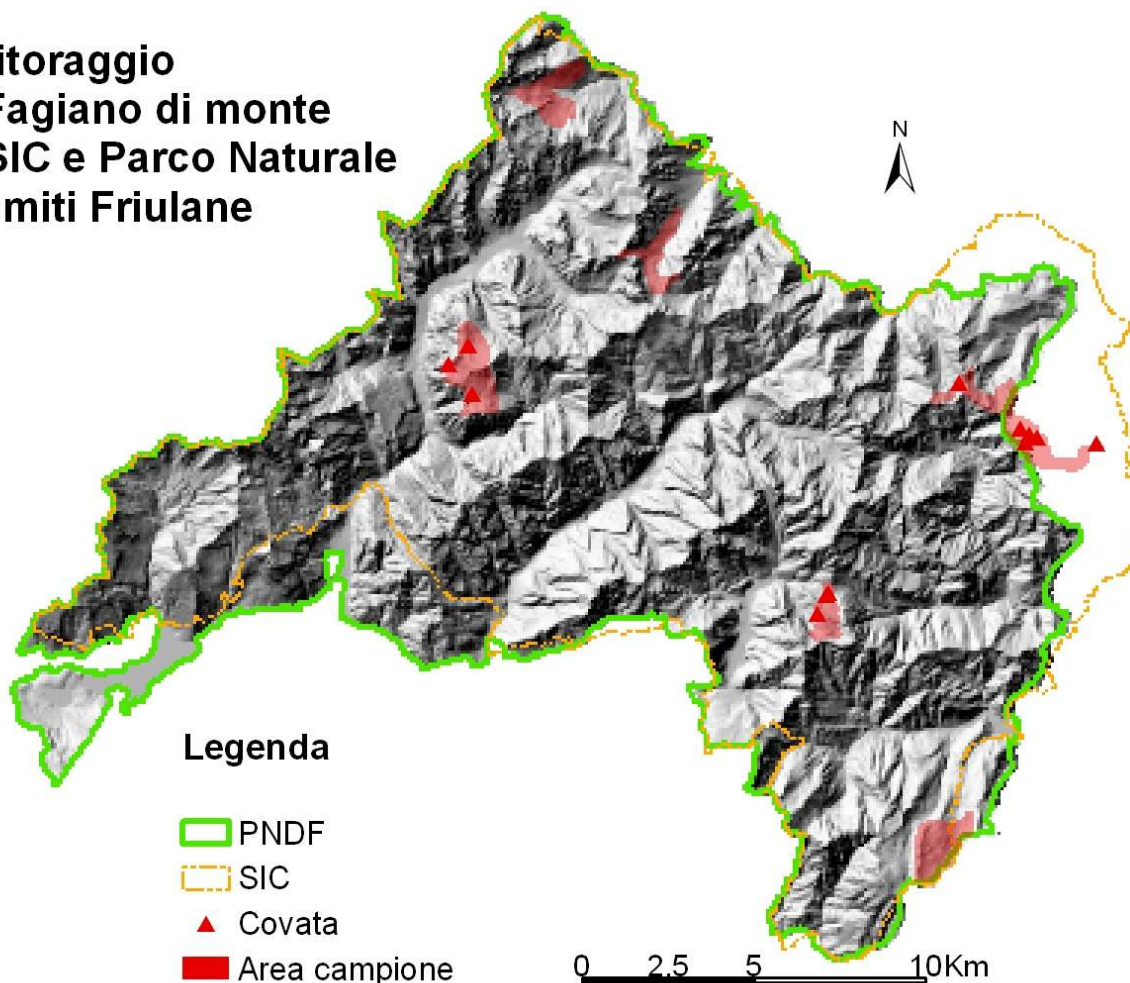 itoraggio
Fagiano di monte
SIC e Parco Naturale
miti Friulane
N
Legenda
PNDF
SIC
Covata
Area campione
0 2.5 5 10Km